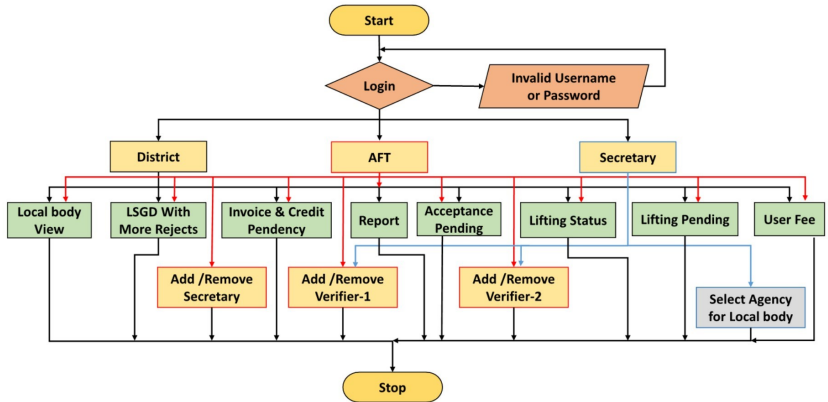 Start
Login
Invalid Username
or Password
District
AFT
Secretary
Local body
View
LSGD With
More Rejects
Invoice & Credit
Pendency
Report
Acceptance
Pending
Lifting Status
Lifting Pending
User Fee
Add /Remove
Secretary
Add /Remove
Verifier-1
Add /Remove
Verifier-2
Select Agency
for Local body
Stop